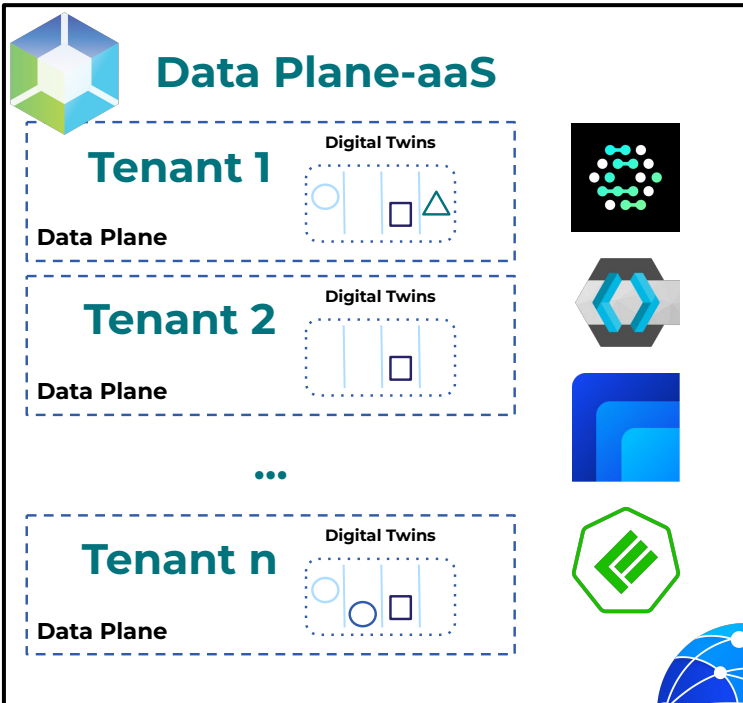 Data Plane-aaS
Digital Twins
Tenant 1
Data Plane
Digital Twins
Tenant 2
Data Plane
...
Digital Twins
Tenant n
Data Plane